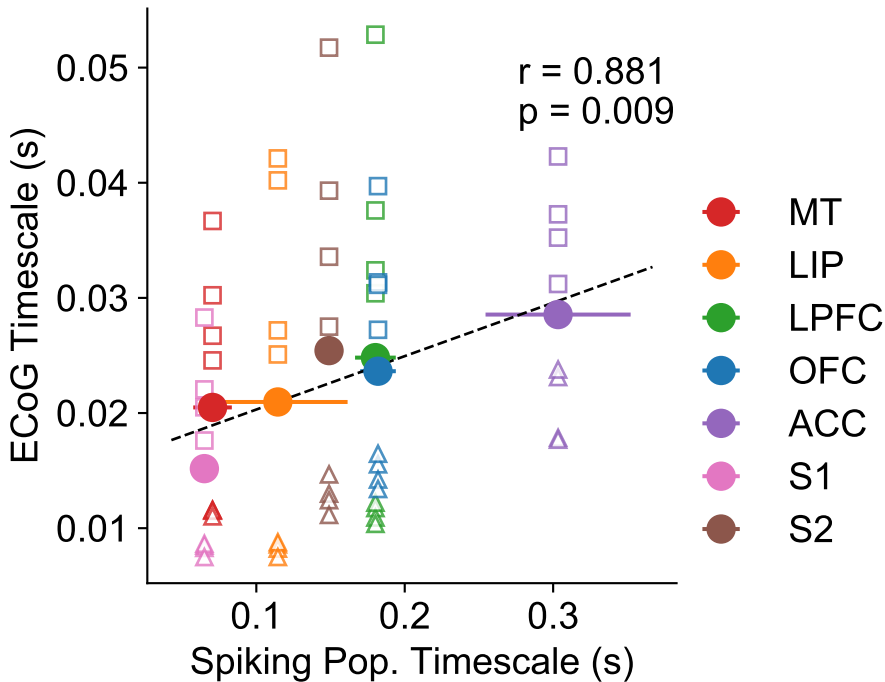 r = 0.881
p = 0.009
0.05
0.04
0.03
0.02
0.01
ECoG Timescale (s)
0.1
0.2
0.3
Spiking Pop. Timescale (s)
MT
LIP
LPFC
OFC
ACC
S1
S2